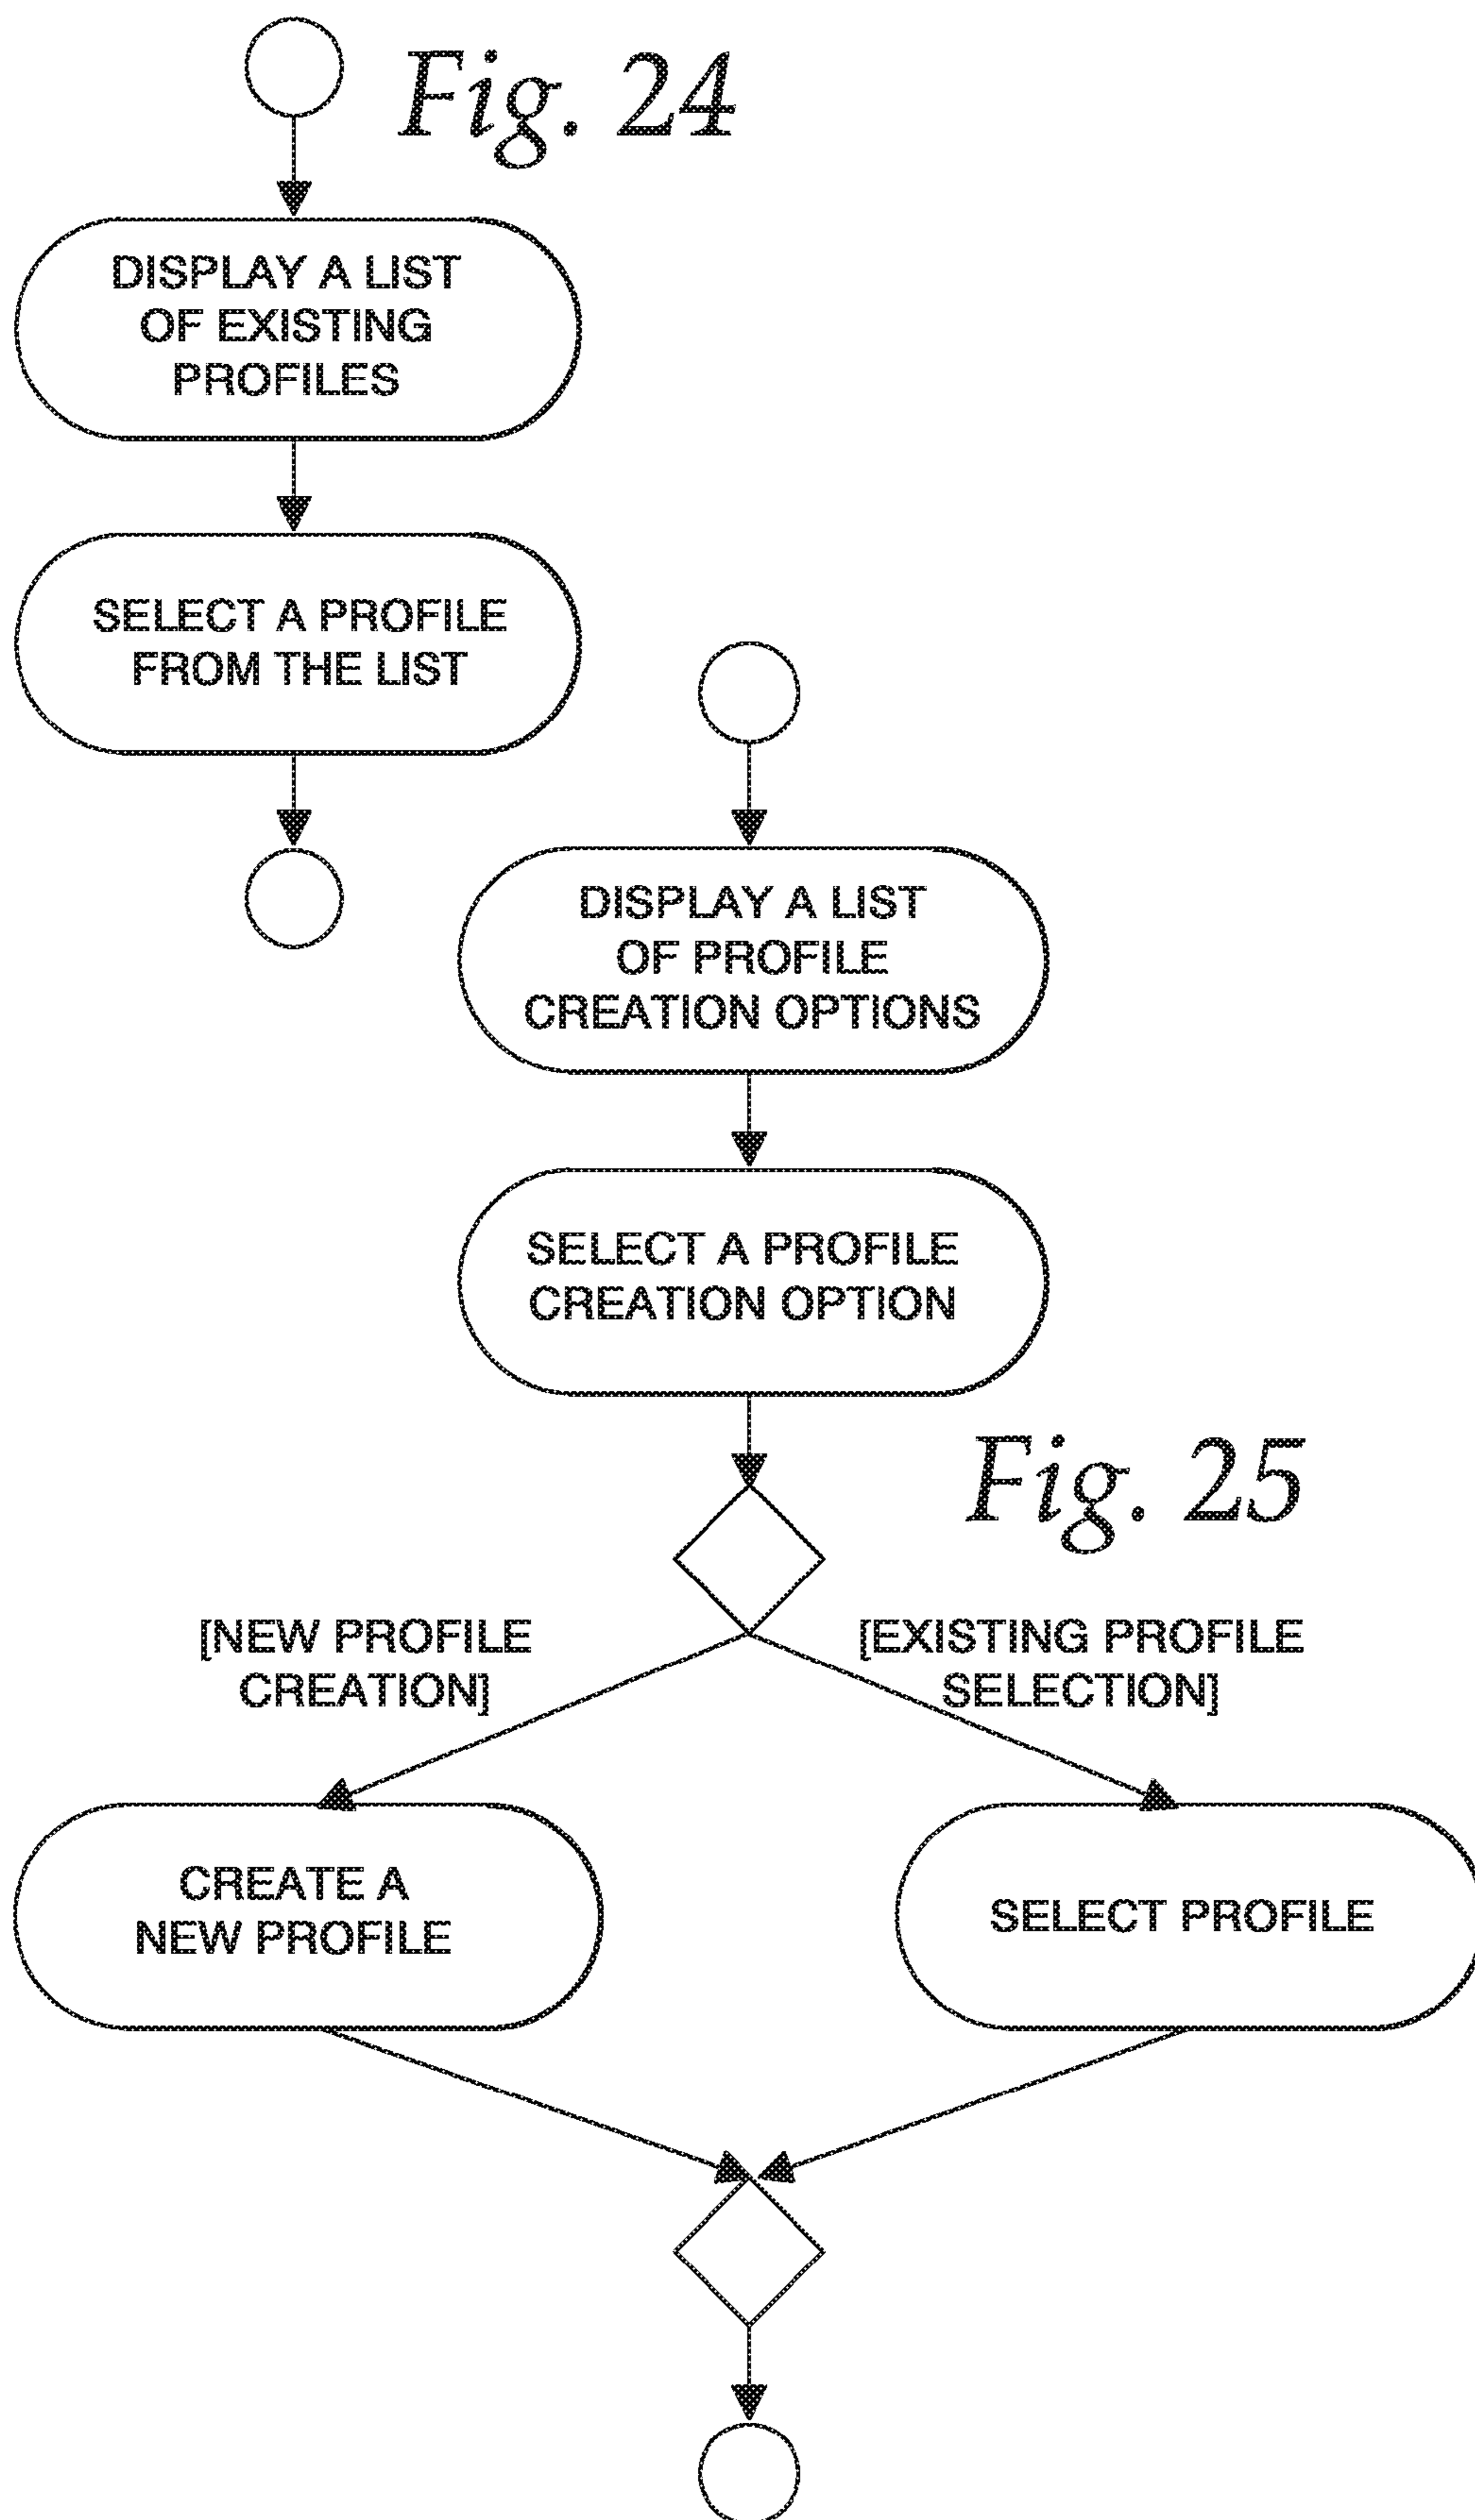 Fig. 24
DISPLAY A LIST
OF EXISTING
PROFILES
SELECT A PROFILE
FROM THE LIST
DISPLAY A LIST
OF PROFILE
CREATION OPTIONS
SELECT A PROFILE
CREATION OPTION
Fig. 25
[NEW PROFILE
CREATION]
[EXISTING PROFILE
SELECTION]
CREATE A
NEW PROFILE
SELECT PROFILE